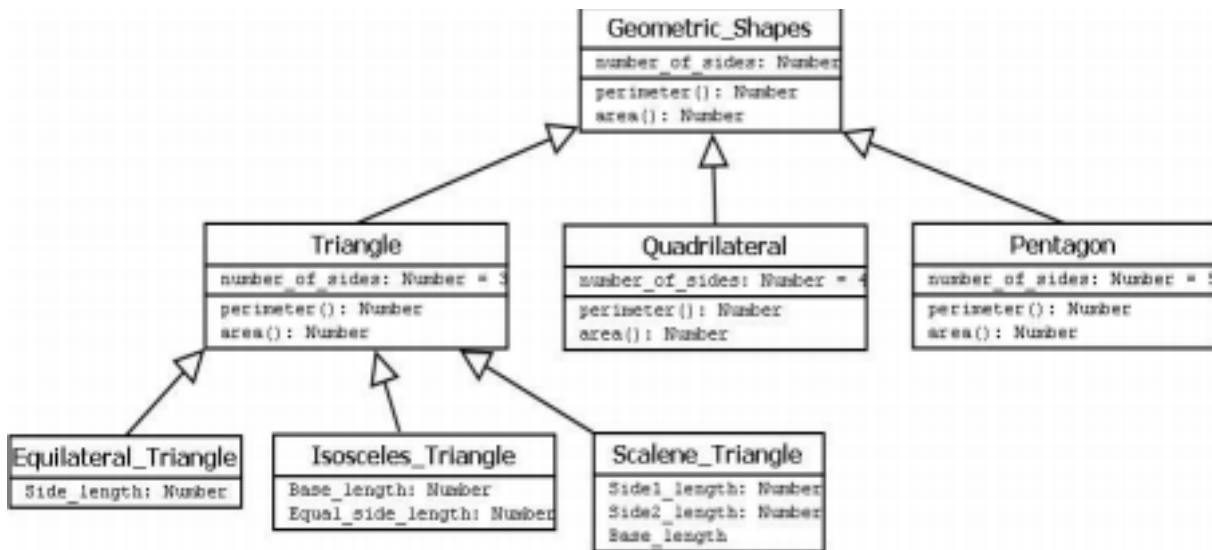 Geometric_Shapes
number_of_sides: Number
perimeter(): Number
area(): Number
Triangle
number_of_sides: Number = 3
perimeter(): Number
area(): Number
Quadrilateral
number_of_sides: Number = 4
perimeter(): Number
area(): Number
Pentagon
number_of_sides: Number = 5
perimeter(): Number
area(): Number
Equilateral_Triangle
Side_length: Number
Isosceles_Triangle
Base_length: Number
Equal_side_length: Number
Scalene_Triangle
Side1_length: Number
Side2_length: Number
Base_length